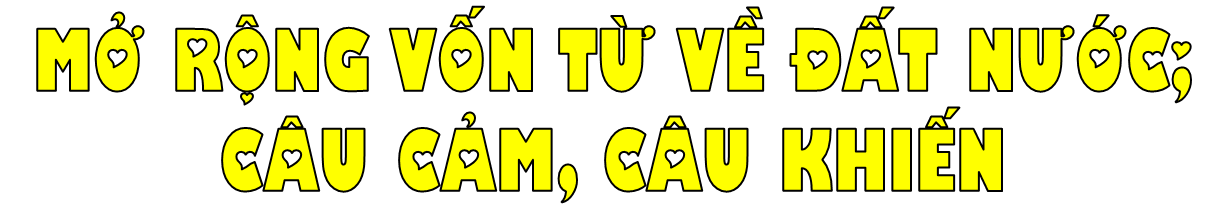 MỞ RỘNG VỐN TỪ VỀ ĐẤT NƯỚC;
CÂU CẢM, CÂU KHIẾN